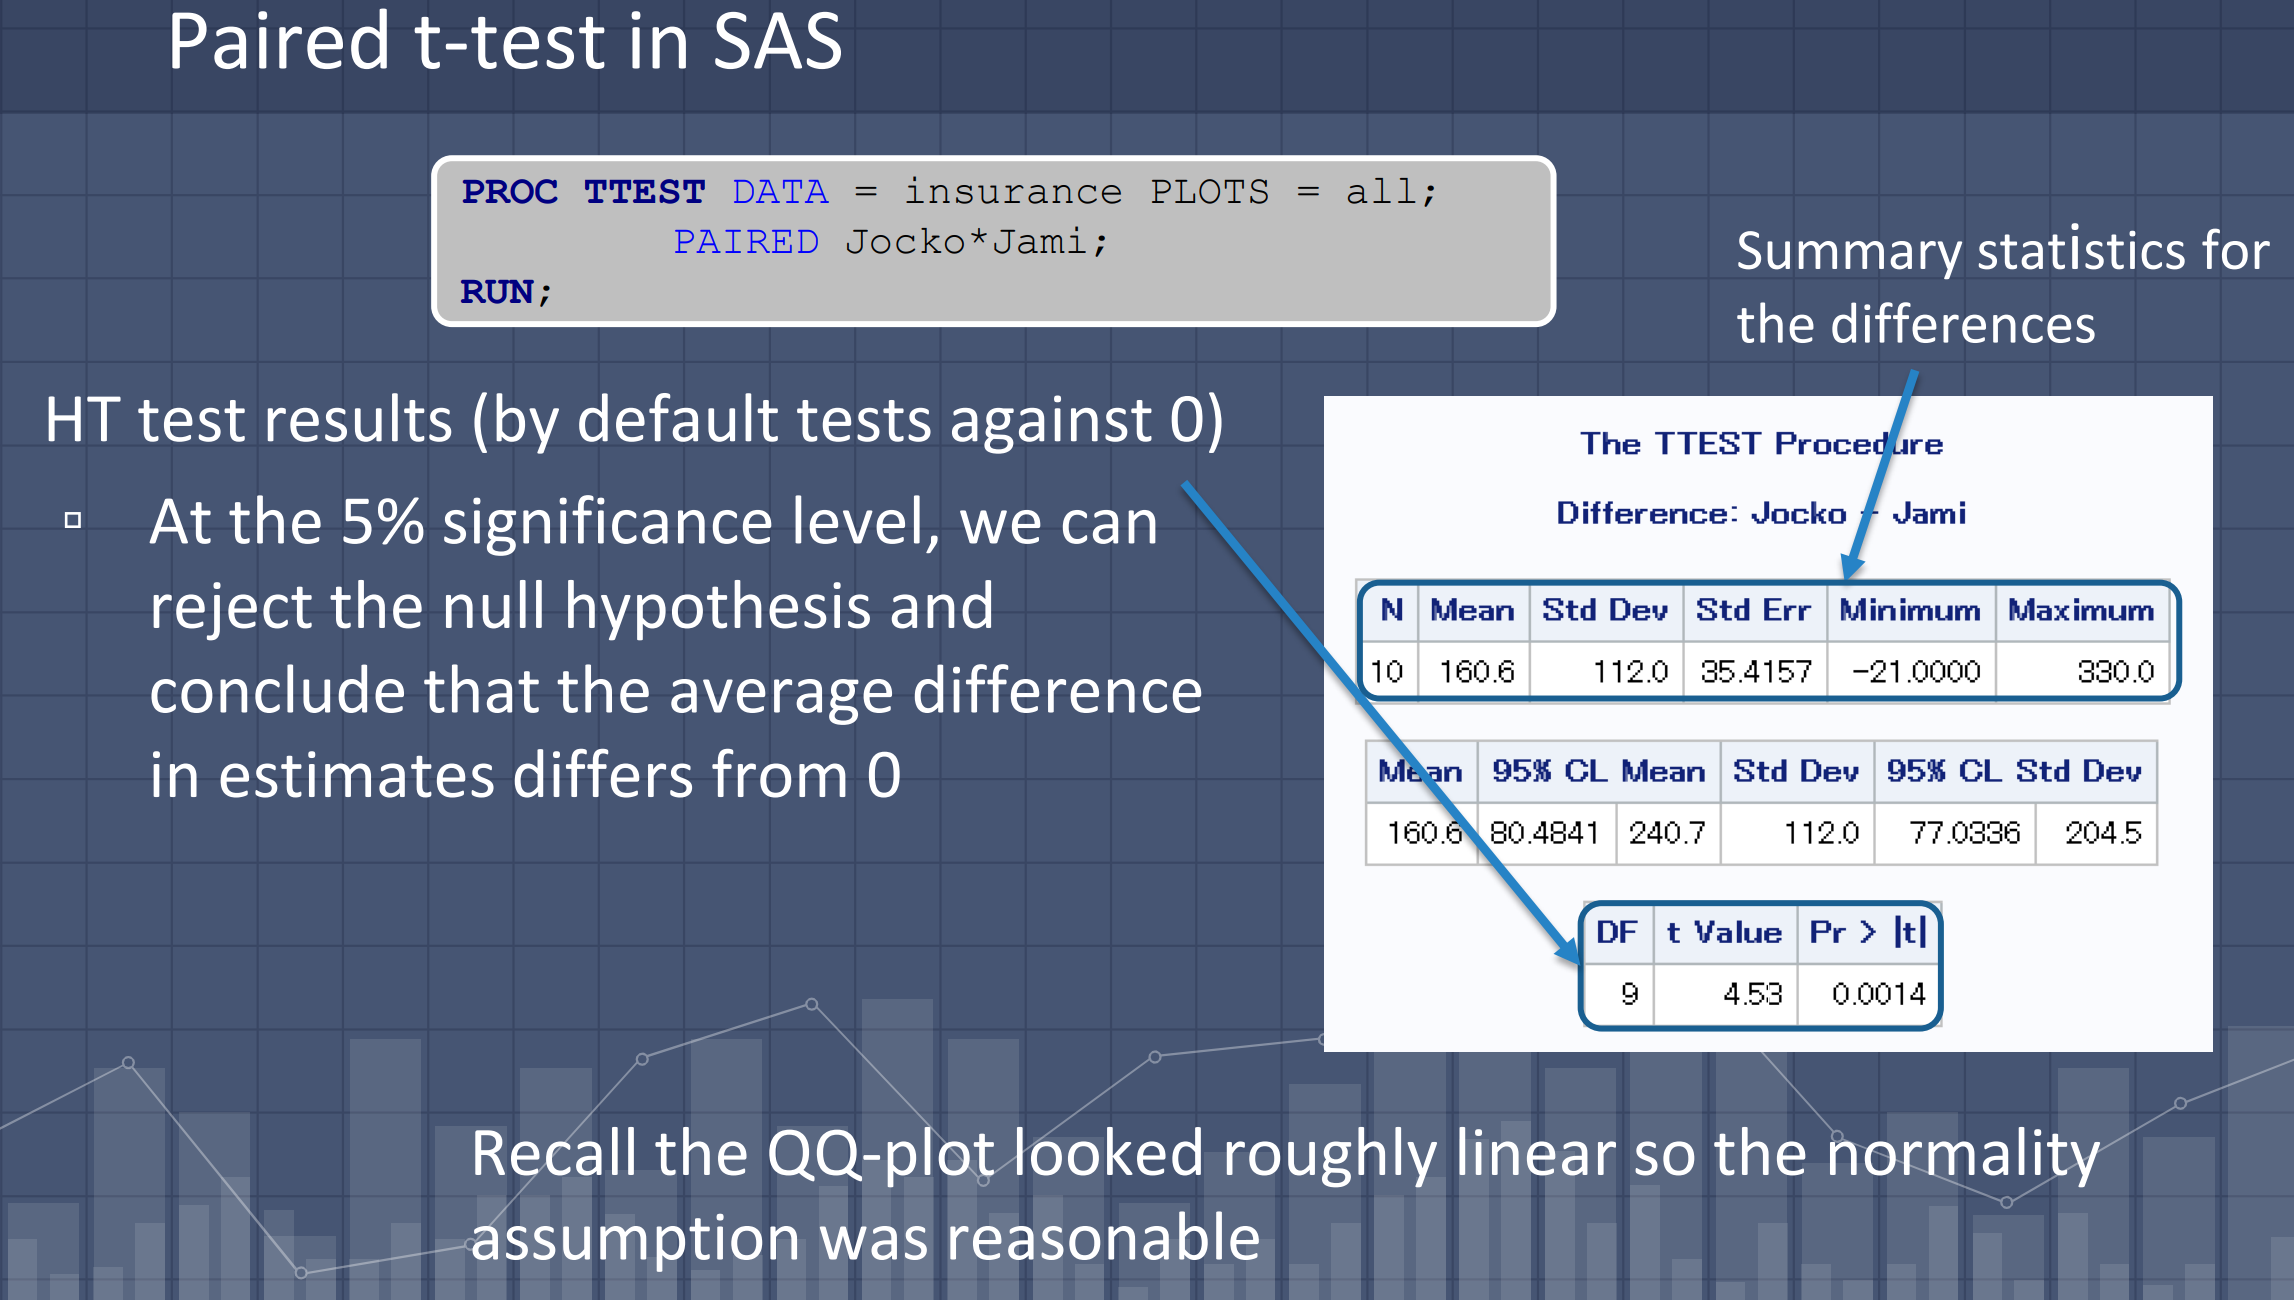 Paired t-test in SAS
PROC TTEST DATA = insurance PLOTS = all;
PAIRED Jocko*Jami;
RUN;
Summary statistics for
the differences
HT test results (by default tests against 0)
▫ At the 5% significance level, we can
reject the null hypothesis and
conclude that the average difference
in estimates differs from 0
The TTEST Procedure
Difference: Jocko - Jami
N Mean Std Dev Std Err Minimum Maximum
10 160.6 112.0 35.4157 -21.0000 330.0
Mean 95% CL Mean Std Dev 95% CL Std Dev
160.6 80.4841 240.7 112.0 77.0336 204.5
DF t Value Pr > |t|
9 4.53 0.0014
Recall the QQ-plot looked roughly linear so the normality
assumption was reasonable